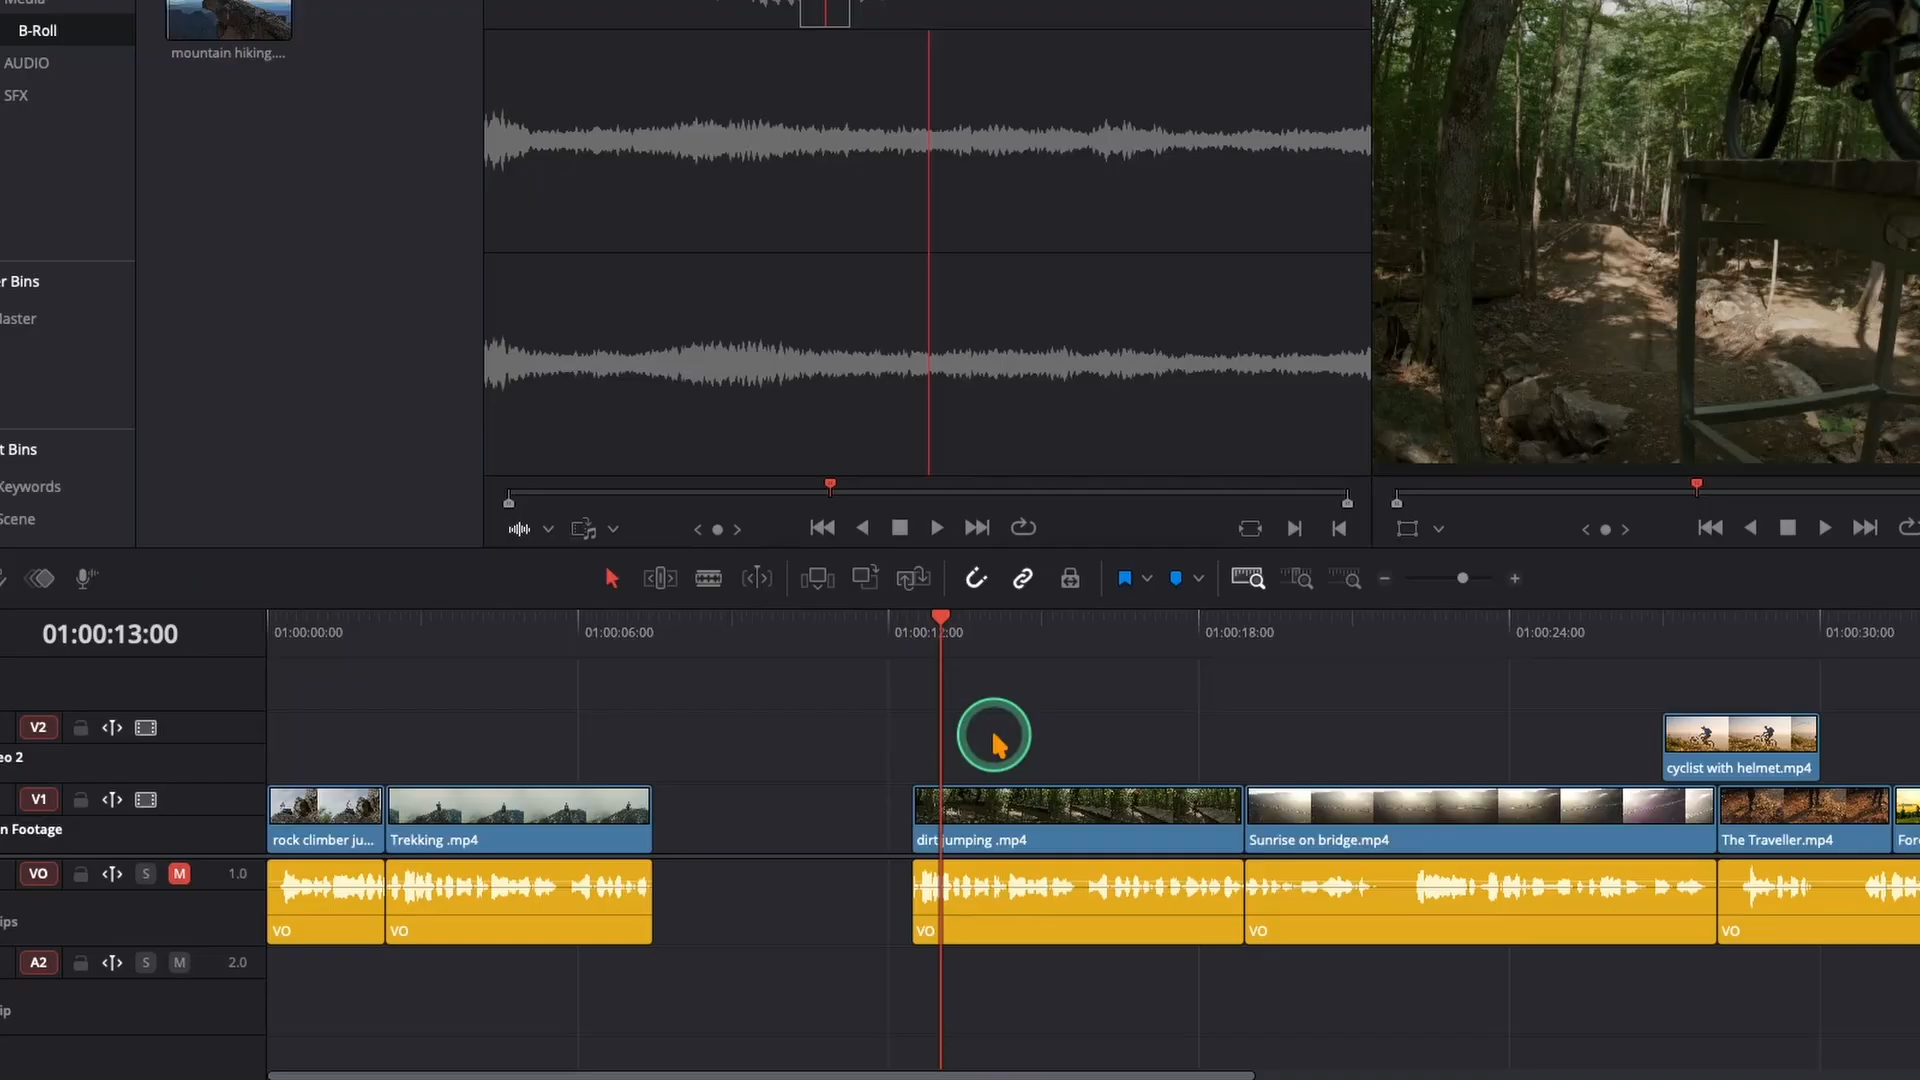 Media
B-Roll
AUDIO
SFX
mountain hiking....
r Bins
Master
t Bins
Keywords
Scene
01:00:13:00
01:00:00:00
01:00:06:00
01:00:12:00
01:00:18:00
01:00:24:00
01:00:30:00
V2
eo 2
V1
n Footage
cyclist with helmet.mp4
rock climber ju...
Trekking .mp4
dirt jumping .mp4
Sunrise on bridge.mp4
The Traveller.mp4
For
VO
S
M
1.0
ips
VO
VO
VO
VO
VO
A2
S
M
2.0
ip